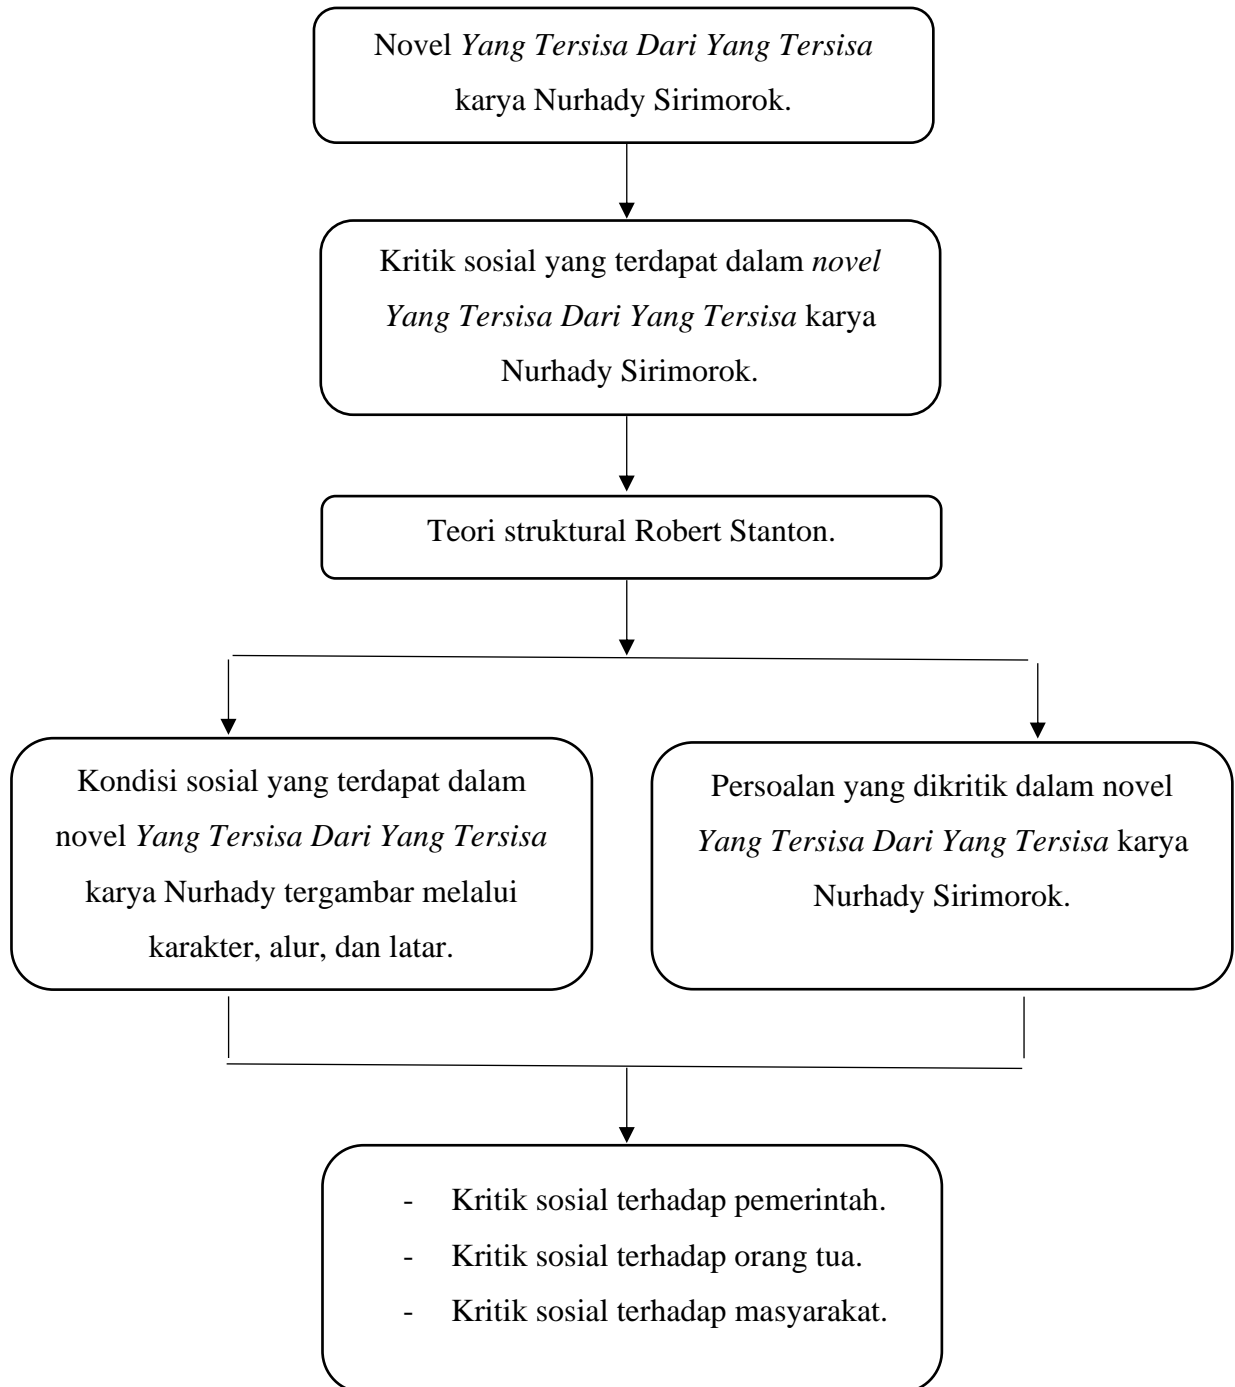 Novel Yang Tersisa Dari Yang Tersisa
karya Nurhady Sirimorok.
Kritik sosial yang terdapat dalam novel
Yang Tersisa Dari Yang Tersisa karya
Nurhady Sirimorok.
Teori struktural Robert Stanton.
Kondisi sosial yang terdapat dalam
novel Yang Tersisa Dari Yang Tersisa
karya Nurhady tergambar melalui
karakter, alur, dan latar.
Persoalan yang dikritik dalam novel
Yang Tersisa Dari Yang Tersisa karya
Nurhady Sirimorok.
- Kritik sosial terhadap pemerintah.
- Kritik sosial terhadap orang tua.
- Kritik sosial terhadap masyarakat.